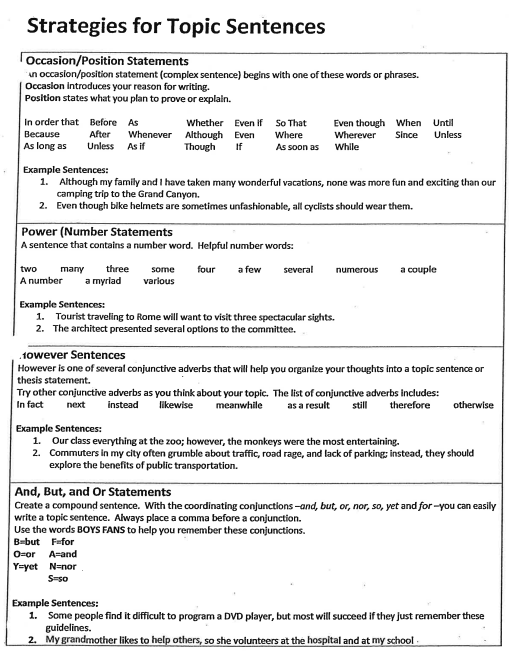 Strategies for Topic Sentences
Occasion/Position Statements
An occasion/position statement (complex sentence) begins with one of these words or phrases.
Occasion introduces your reason for writing.
Position states what you plan to prove or explain.
In order that Before As Whether Even if So That Even though When Until
Because After Whenever Although Even Where Wherever Since Unless
As long as Unless As if Though If As soon as While
Example Sentences:
1. Although my family and I have taken many wonderful vacations, none was more fun and exciting than our
camping trip to the Grand Canyon.
2. Even though bike helmets are sometimes unfashionable, all cyclists should wear them.
Power (Number Statements
A sentence that contains a number word. Helpful number words:
two many three some four a few several numerous a couple
A number a myriad various
Example Sentences:
1. Tourist traveling to Rome will want to visit three spectacular sights.
2. The architect presented several options to the committee.
However Sentences
However is one of several conjunctive adverbs that will help you organize your thoughts into a topic sentence or
thesis statement.
Try other conjunctive adverbs as you think about your topic. The list of conjunctive adverbs includes:
In fact next instead likewise meanwhile as a result still therefore otherwise
Example Sentences:
1. Our class everything at the zoo; however, the monkeys were the most entertaining.
2. Commuters in my city often grumble about traffic, road rage, and lack of parking; instead, they should
explore the benefits of public transportation.
And, But, and Or Statements
Create a compound sentence. With the coordinating conjunctions –and, but, or, nor, so, yet and for –you can easily
write a topic sentence. Always place a comma before a conjunction.
Use the words BOYS FANS to help you remember these conjunctions.
B=but F=for
O=or A=and
Y=yet N=nor
S=so
Example Sentences:
1. Some people find it difficult to program a DVD player, but most will succeed if they just remember these
guidelines.
2. My grandmother likes to help others, so she volunteers at the hospital and at my school